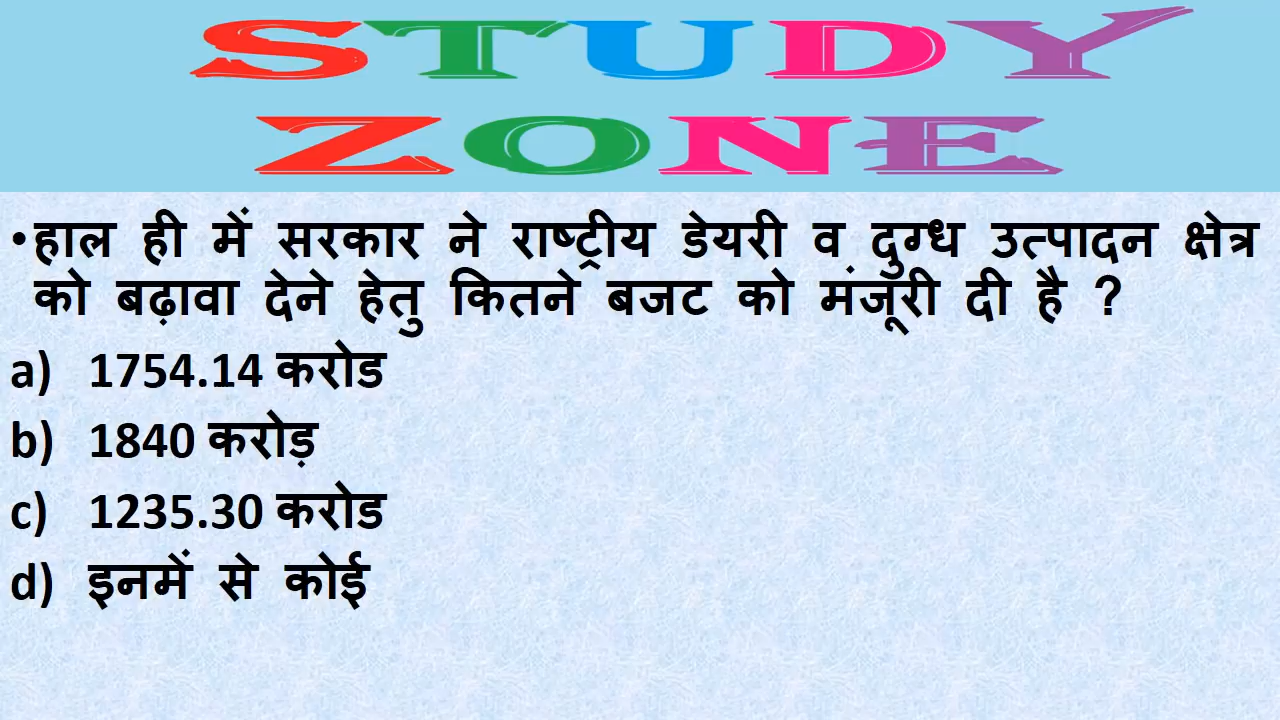 STUDY
ZONE
•हाल ही में सरकार ने राष्ट्रीय डेयरी व दुग्ध उत्पादन क्षेत्र
को बढ़ावा देने हेतु कितने बजट को मंजूरी दी है ?
a) 1754.14 करोड
b) 1840 करोड़
c) 1235.30 करोड
d) इनमें से कोई